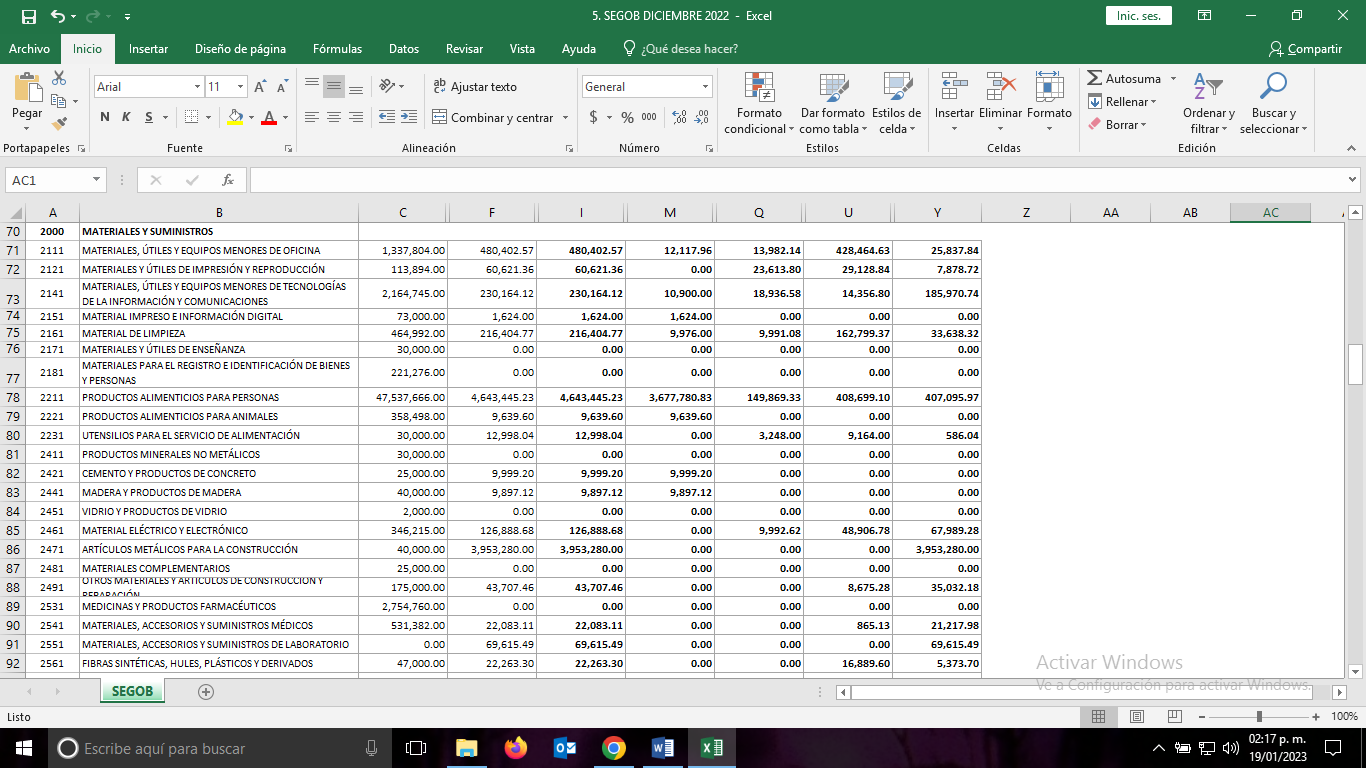 5. SEGOB DICIEMBRE 2022 - Excel
Inic. ses.
Archivo Inicio Insertar Diseño de página Fórmulas Datos Revisar Vista Ayuda ¿Qué desea hacer? Compartir
Pegar
Arial 11
N K S
Ajustar texto
Combinar y centrar
General
$ % 000
Formato condicional
Dar formato como tabla
Estilos de celda
Insertar Eliminar Formato
Autosuma
Rellenar
Borrar
Ordenar y filtrar
Buscar y seleccionar
Portapapeles Fuente Alineación Número Estilos Celdas Edición
AC1 fx
A B C F I M Q U Y Z AA AB AC
70 2000 MATERIALES Y SUMINISTROS
71 2111 MATERIALES, ÚTILES Y EQUIPOS MENORES DE OFICINA 1,337,804.00 480,402.57 480,402.57 12,117.96 13,982.14 428,464.63 25,837.84
72 2121 MATERIALES Y ÚTILES DE IMPRESIÓN Y REPRODUCCIÓN 113,894.00 60,621.36 60,621.36 0.00 23,613.80 29,128.84 7,878.72
73 2141 MATERIALES, ÚTILES Y EQUIPOS MENORES DE TECNOLOGÍAS DE LA INFORMACIÓN Y COMUNICACIONES 2,164,745.00 230,164.12 230,164.12 10,900.00 18,936.58 14,356.80 185,970.74
74 2151 MATERIAL IMPRESO E INFORMACIÓN DIGITAL 73,000.00 1,624.00 1,624.00 1,624.00 0.00 0.00 0.00
75 2161 MATERIAL DE LIMPIEZA 464,992.00 216,404.77 216,404.77 9,976.00 9,991.08 162,799.37 33,638.32
76 2171 MATERIALES Y ÚTILES DE ENSEÑANZA 30,000.00 0.00 0.00 0.00 0.00 0.00 0.00
77 2181 MATERIALES PARA EL REGISTRO E IDENTIFICACIÓN DE BIENES Y PERSONAS 221,276.00 0.00 0.00 0.00 0.00 0.00 0.00
78 2211 PRODUCTOS ALIMENTICIOS PARA PERSONAS 47,537,666.00 4,643,445.23 4,643,445.23 3,677,780.83 149,869.33 408,699.10 407,095.97
79 2221 PRODUCTOS ALIMENTICIOS PARA ANIMALES 358,498.00 9,639.60 9,639.60 9,639.60 0.00 0.00 0.00
80 2231 UTENSILIOS PARA EL SERVICIO DE ALIMENTACIÓN 30,000.00 12,998.04 12,998.04 0.00 3,248.00 9,164.00 586.04
81 2411 PRODUCTOS MINERALES NO METÁLICOS 30,000.00 0.00 0.00 0.00 0.00 0.00 0.00
82 2421 CEMENTO Y PRODUCTOS DE CONCRETO 25,000.00 9,999.20 9,999.20 9,999.20 0.00 0.00 0.00
83 2441 MADERA Y PRODUCTOS DE MADERA 40,000.00 9,897.12 9,897.12 9,897.12 0.00 0.00 0.00
84 2451 VIDRIO Y PRODUCTOS DE VIDRIO 2,000.00 0.00 0.00 0.00 0.00 0.00 0.00
85 2461 MATERIAL ELÉCTRICO Y ELECTRÓNICO 346,215.00 126,888.68 126,888.68 0.00 9,992.62 48,906.78 67,989.28
86 2471 ARTÍCULOS METÁLICOS PARA LA CONSTRUCCIÓN 40,000.00 3,953,280.00 3,953,280.00 0.00 0.00 0.00 3,953,280.00
87 2481 MATERIALES COMPLEMENTARIOS 25,000.00 0.00 0.00 0.00 0.00 0.00 0.00
88 2491 OTROS MATERIALES Y ARTÍCULOS DE CONSTRUCCIÓN Y REPARACIÓN 175,000.00 43,707.46 43,707.46 0.00 0.00 8,675.28 35,032.18
89 2531 MEDICINAS Y PRODUCTOS FARMACÉUTICOS 2,754,760.00 0.00 0.00 0.00 0.00 0.00 0.00
90 2541 MATERIALES, ACCESORIOS Y SUMINISTROS MÉDICOS 531,382.00 22,083.11 22,083.11 0.00 0.00 865.13 21,217.98
91 2551 MATERIALES, ACCESORIOS Y SUMINISTROS DE LABORATORIO 0.00 69,615.49 69,615.49 0.00 0.00 0.00 69,615.49
92 2561 FIBRAS SINTÉTICAS, HULES, PLÁSTICOS Y DERIVADOS 47,000.00 22,263.30 22,263.30 0.00 0.00 16,889.60 5,373.70
Activar Windows
Ve a Configuración para activar Windows.
SEGOB
Listo 100%
Escribe aquí para buscar
02:17 p. m.
19/01/2023